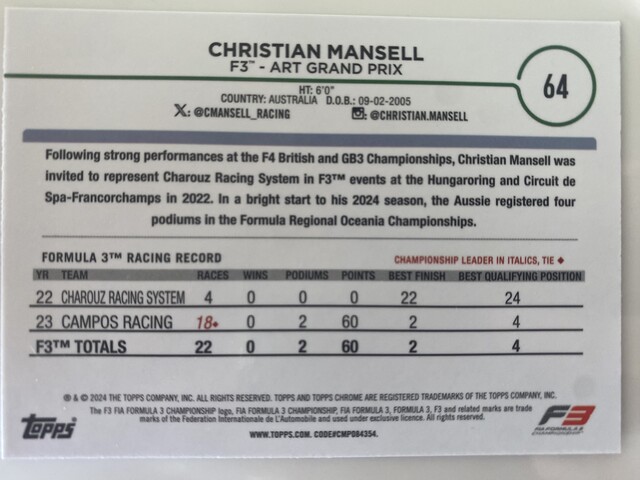 CHRISTIAN MANSELL
F3™ - ART GRAND PRIX
64
HT: 6'0"
COUNTRY: AUSTRALIA D.O.B.: 09-02-2005
X: @CMANSELL_RACING @CHRISTIAN.MANSELL
Following strong performances at the F4 British and GB3 Championships, Christian Mansell was
invited to represent Charouz Racing System in F3™ events at the Hungaroring and Circuit de
Spa-Francorchamps in 2022. In a bright start to his 2024 season, the Aussie registered four
podiums in the Formula Regional Oceania Championships.
FORMULA 3™ RACING RECORD CHAMPIONSHIP LEADER IN ITALICS, TIE ◆
YR TEAM RACES WINS PODIUMS POINTS BEST FINISH BEST QUALIFYING POSITION
22 CHAROUZ RACING SYSTEM 4 0 0 0 22 24
23 CAMPOS RACING 18◆ 0 2 60 2 4
F3™ TOTALS 22 0 2 60 2 4
® & © 2024 THE TOPPS COMPANY, INC. ALL RIGHTS RESERVED. TOPPS AND TOPPS CHROME ARE REGISTERED TRADEMARKS OF THE TOPPS COMPANY, INC.
The F3 FIA FORMULA 3 CHAMPIONSHIP logo, FIA FORMULA 3 CHAMPIONSHIP, FIA FORMULA 3, FORMULA 3, F3 and related marks are trade
marks of the Federation Internationale de L'Automobile and used under exclusive licence. All rights reserved.
WWW.TOPPS.COM. CODE#CMP084354.
Topps
F3
FIA FORMULA 3
CHAMPIONSHIP